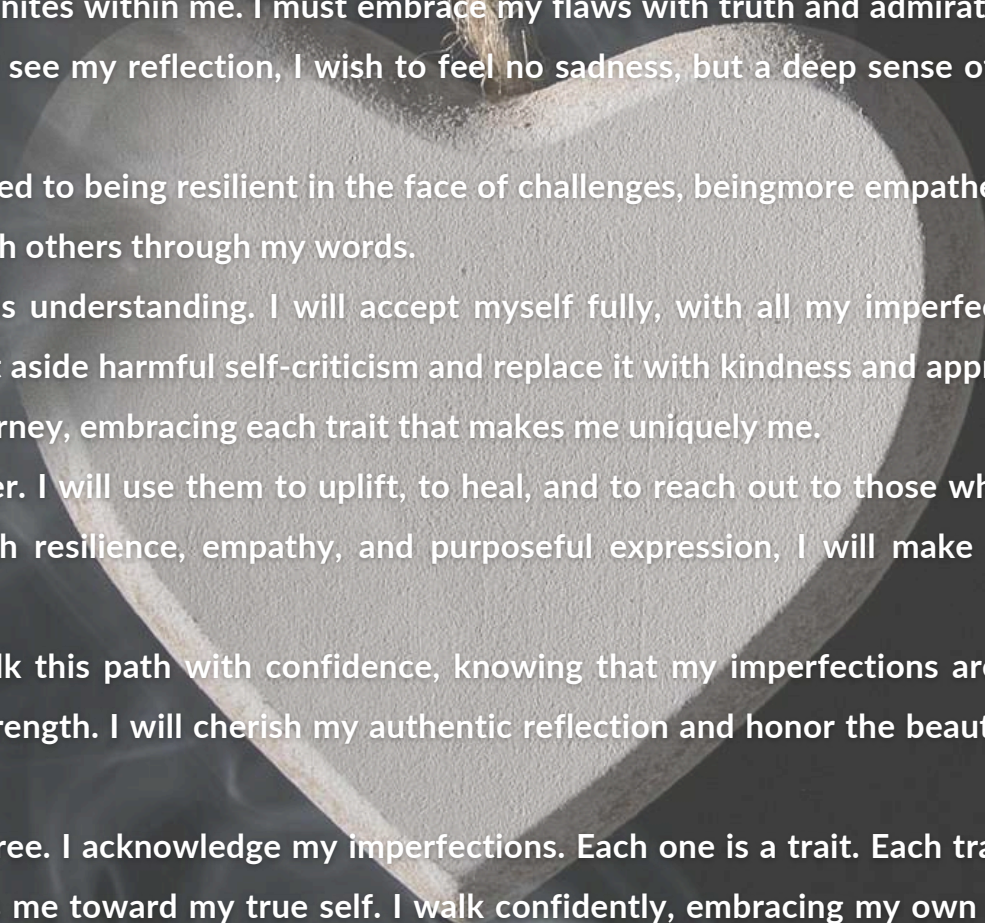 nites within me. I must embrace my flaws with truth and admirat
see my reflection, I wish to feel no sadness, but a deep sense of
ed to being resilient in the face of challenges, beingmore empathe
h others through my words.
s understanding. I will accept myself fully, with all my imperfec
t aside harmful self-criticism and replace it with kindness and appr
rney, embracing each trait that makes me uniquely me.
er. I will use them to uplift, to heal, and to reach out to those wh
h resilience, empathy, and purposeful expression, I will make
lk this path with confidence, knowing that my imperfections are
rength. I will cherish my authentic reflection and honor the beaut
ree. I acknowledge my imperfections. Each one is a trait. Each tra
me toward my true self. I walk confidently, embracing my own